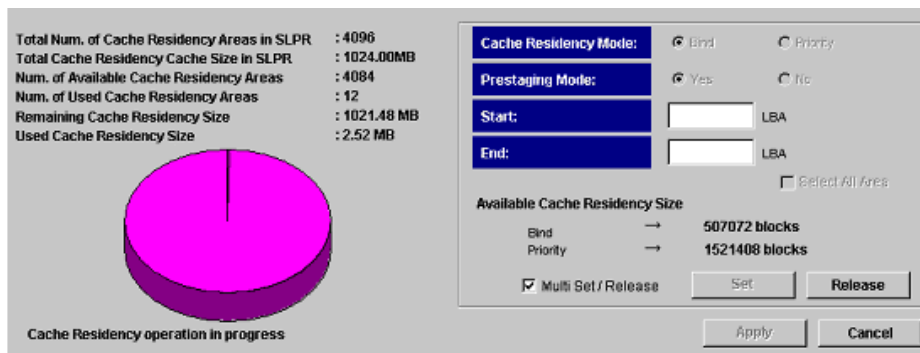 Total Num. of Cache Residency Areas in SLPR : 4096
Total Cache Residency Cache Size in SLPR : 1024.00MB
Num. of Available Cache Residency Areas : 4084
Num. of Used Cache Residency Areas : 12
Remaining Cache Residency Size : 1021.48 MB
Used Cache Residency Size : 2.52 MB
Cache Residency operation in progress
Cache Residency Mode: Bind Priority
Prestaging Mode: Yes No
Start: LBA
End: LBA
Select All Area
Available Cache Residency Size
Bind → 507072 blocks
Priority → 1521408 blocks
Multi Set / Release Set Release
Apply Cancel